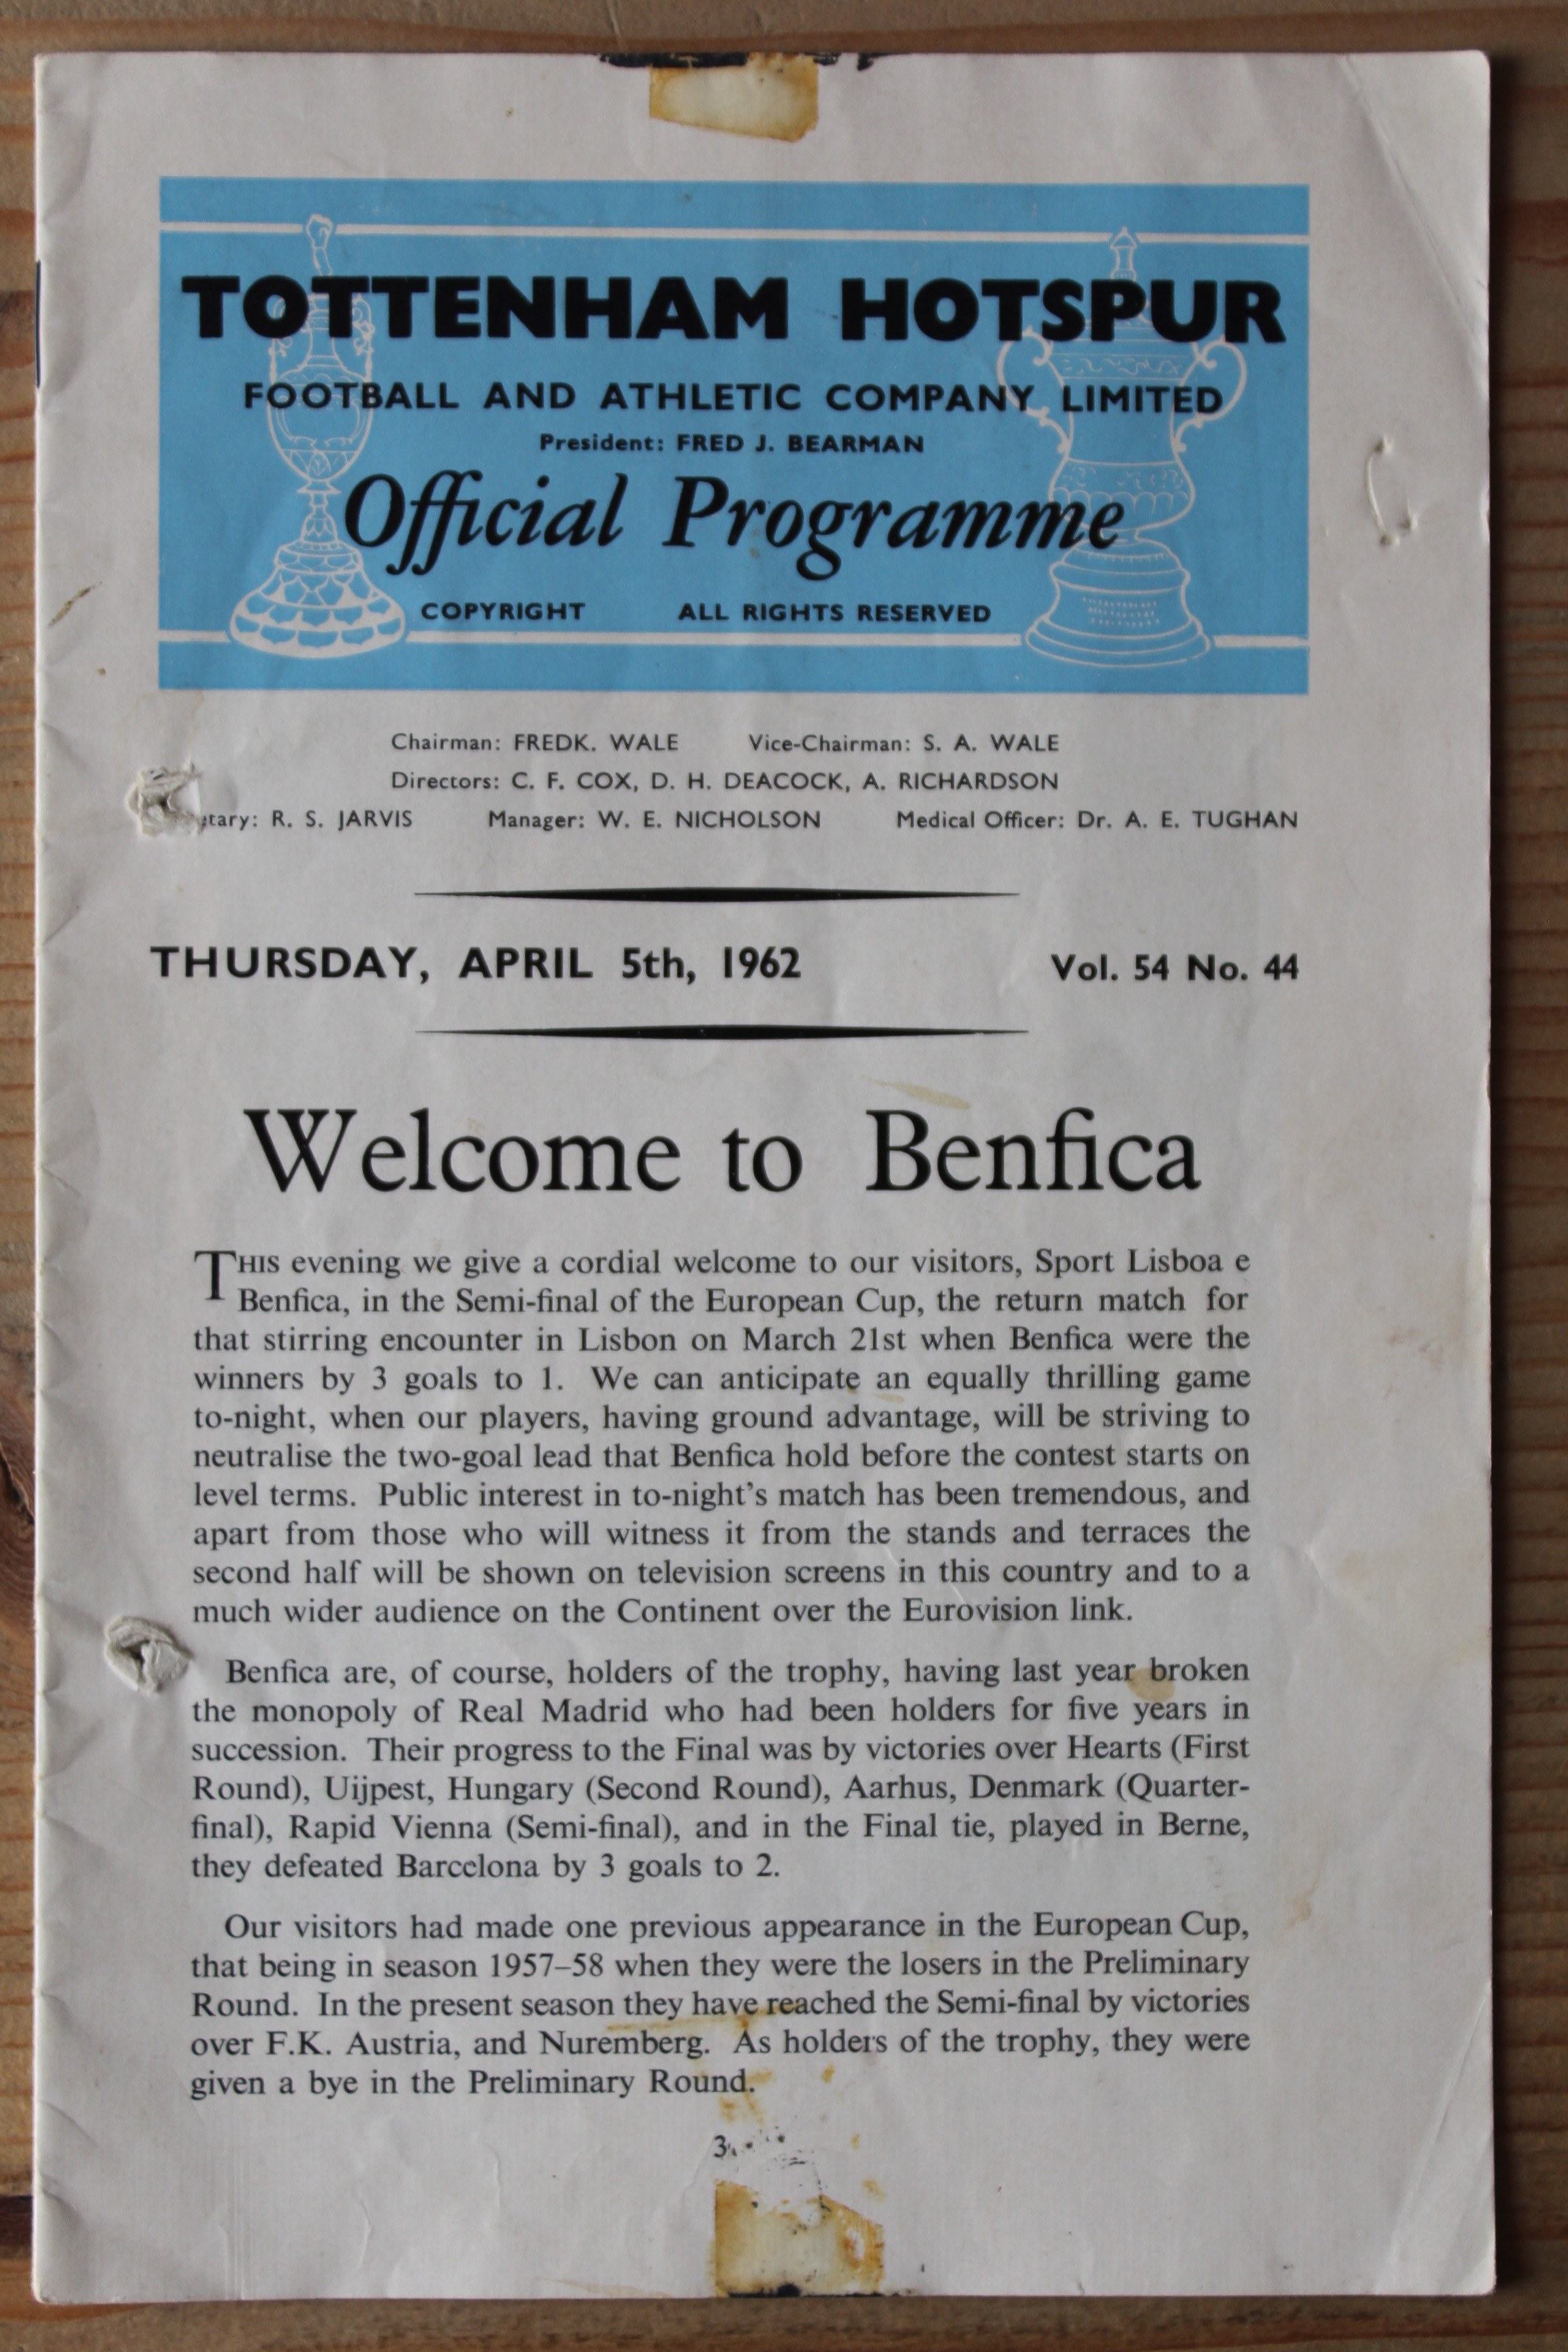 TOTTENHAM HOTSPUR
FOOTBALL AND ATHLETIC COMPANY LIMITED
President: FRED J. BEARMAN
Official Programme
COPYRIGHT ALL RIGHTS RESERVED
Chairman: FREDK. WALE Vice-Chairman: S. A. WALE
Directors: C. F. COX, D. H. DEACOCK, A. RICHARDSON
etary: R. S. JARVIS Manager: W. E. NICHOLSON Medical Officer: Dr. A. E. TUGHAN
THURSDAY, APRIL 5th, 1962 Vol. 54 No. 44
Welcome to Benfica
THIS evening we give a cordial welcome to our visitors, Sport Lisboa e
Benfica, in the Semi-final of the European Cup, the return match for
that stirring encounter in Lisbon on March 21st when Benfica were the
winners by 3 goals to 1. We can anticipate an equally thrilling game
to-night, when our players, having ground advantage, will be striving to
neutralise the two-goal lead that Benfica hold before the contest starts on
level terms. Public interest in to-night's match has been tremendous, and
apart from those who will witness it from the stands and terraces the
second half will be shown on television screens in this country and to a
much wider audience on the Continent over the Eurovision link.
Benfica are, of course, holders of the trophy, having last year broken
the monopoly of Real Madrid who had been holders for five years in
succession. Their progress to the Final was by victories over Hearts (First
Round), Uijpest, Hungary (Second Round), Aarhus, Denmark (Quarter-
final), Rapid Vienna (Semi-final), and in the Final tie, played in Berne,
they defeated Barcelona by 3 goals to 2.
Our visitors had made one previous appearance in the European Cup,
that being in season 1957–58 when they were the losers in the Preliminary
Round. In the present season they have reached the Semi-final by victories
over F.K. Austria, and Nuremberg. As holders of the trophy, they were
given a bye in the Preliminary Round.
3